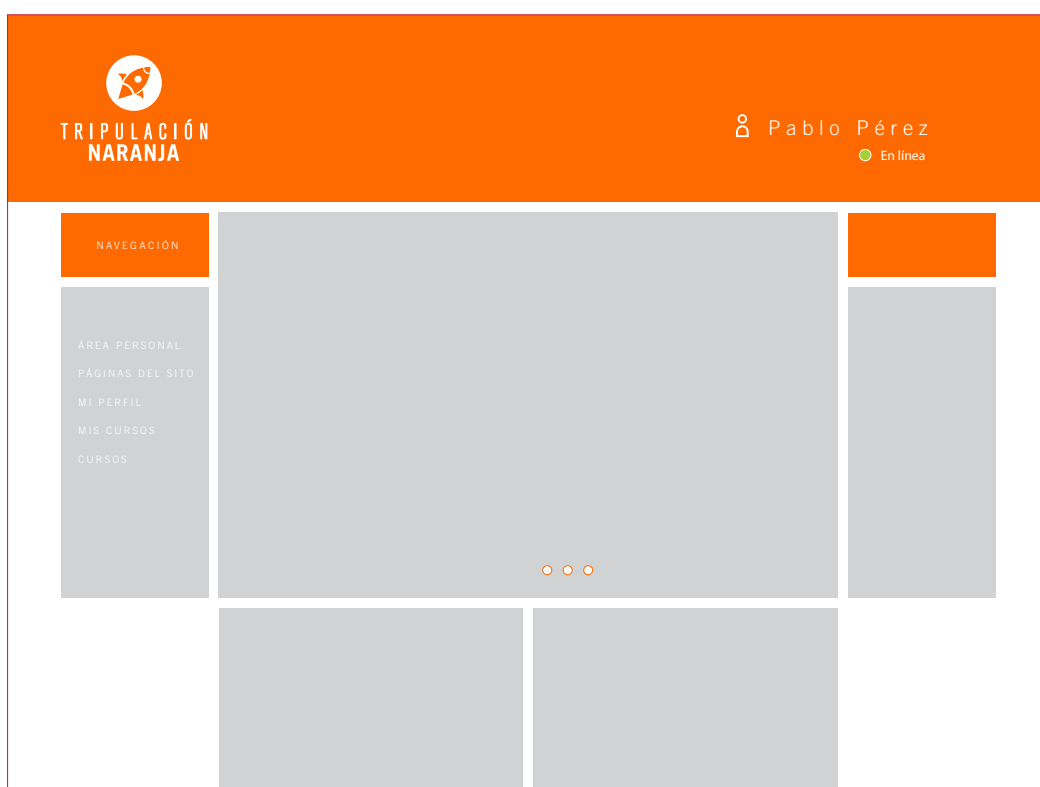 TRIPULACIÓN
NARANJA
Pablo Pérez
En línea
NAVEGACIÓN
ÁREA PERSONAL
PÁGINAS DEL SITO
MI PERFIL
MIS CURSOS
CURSOS